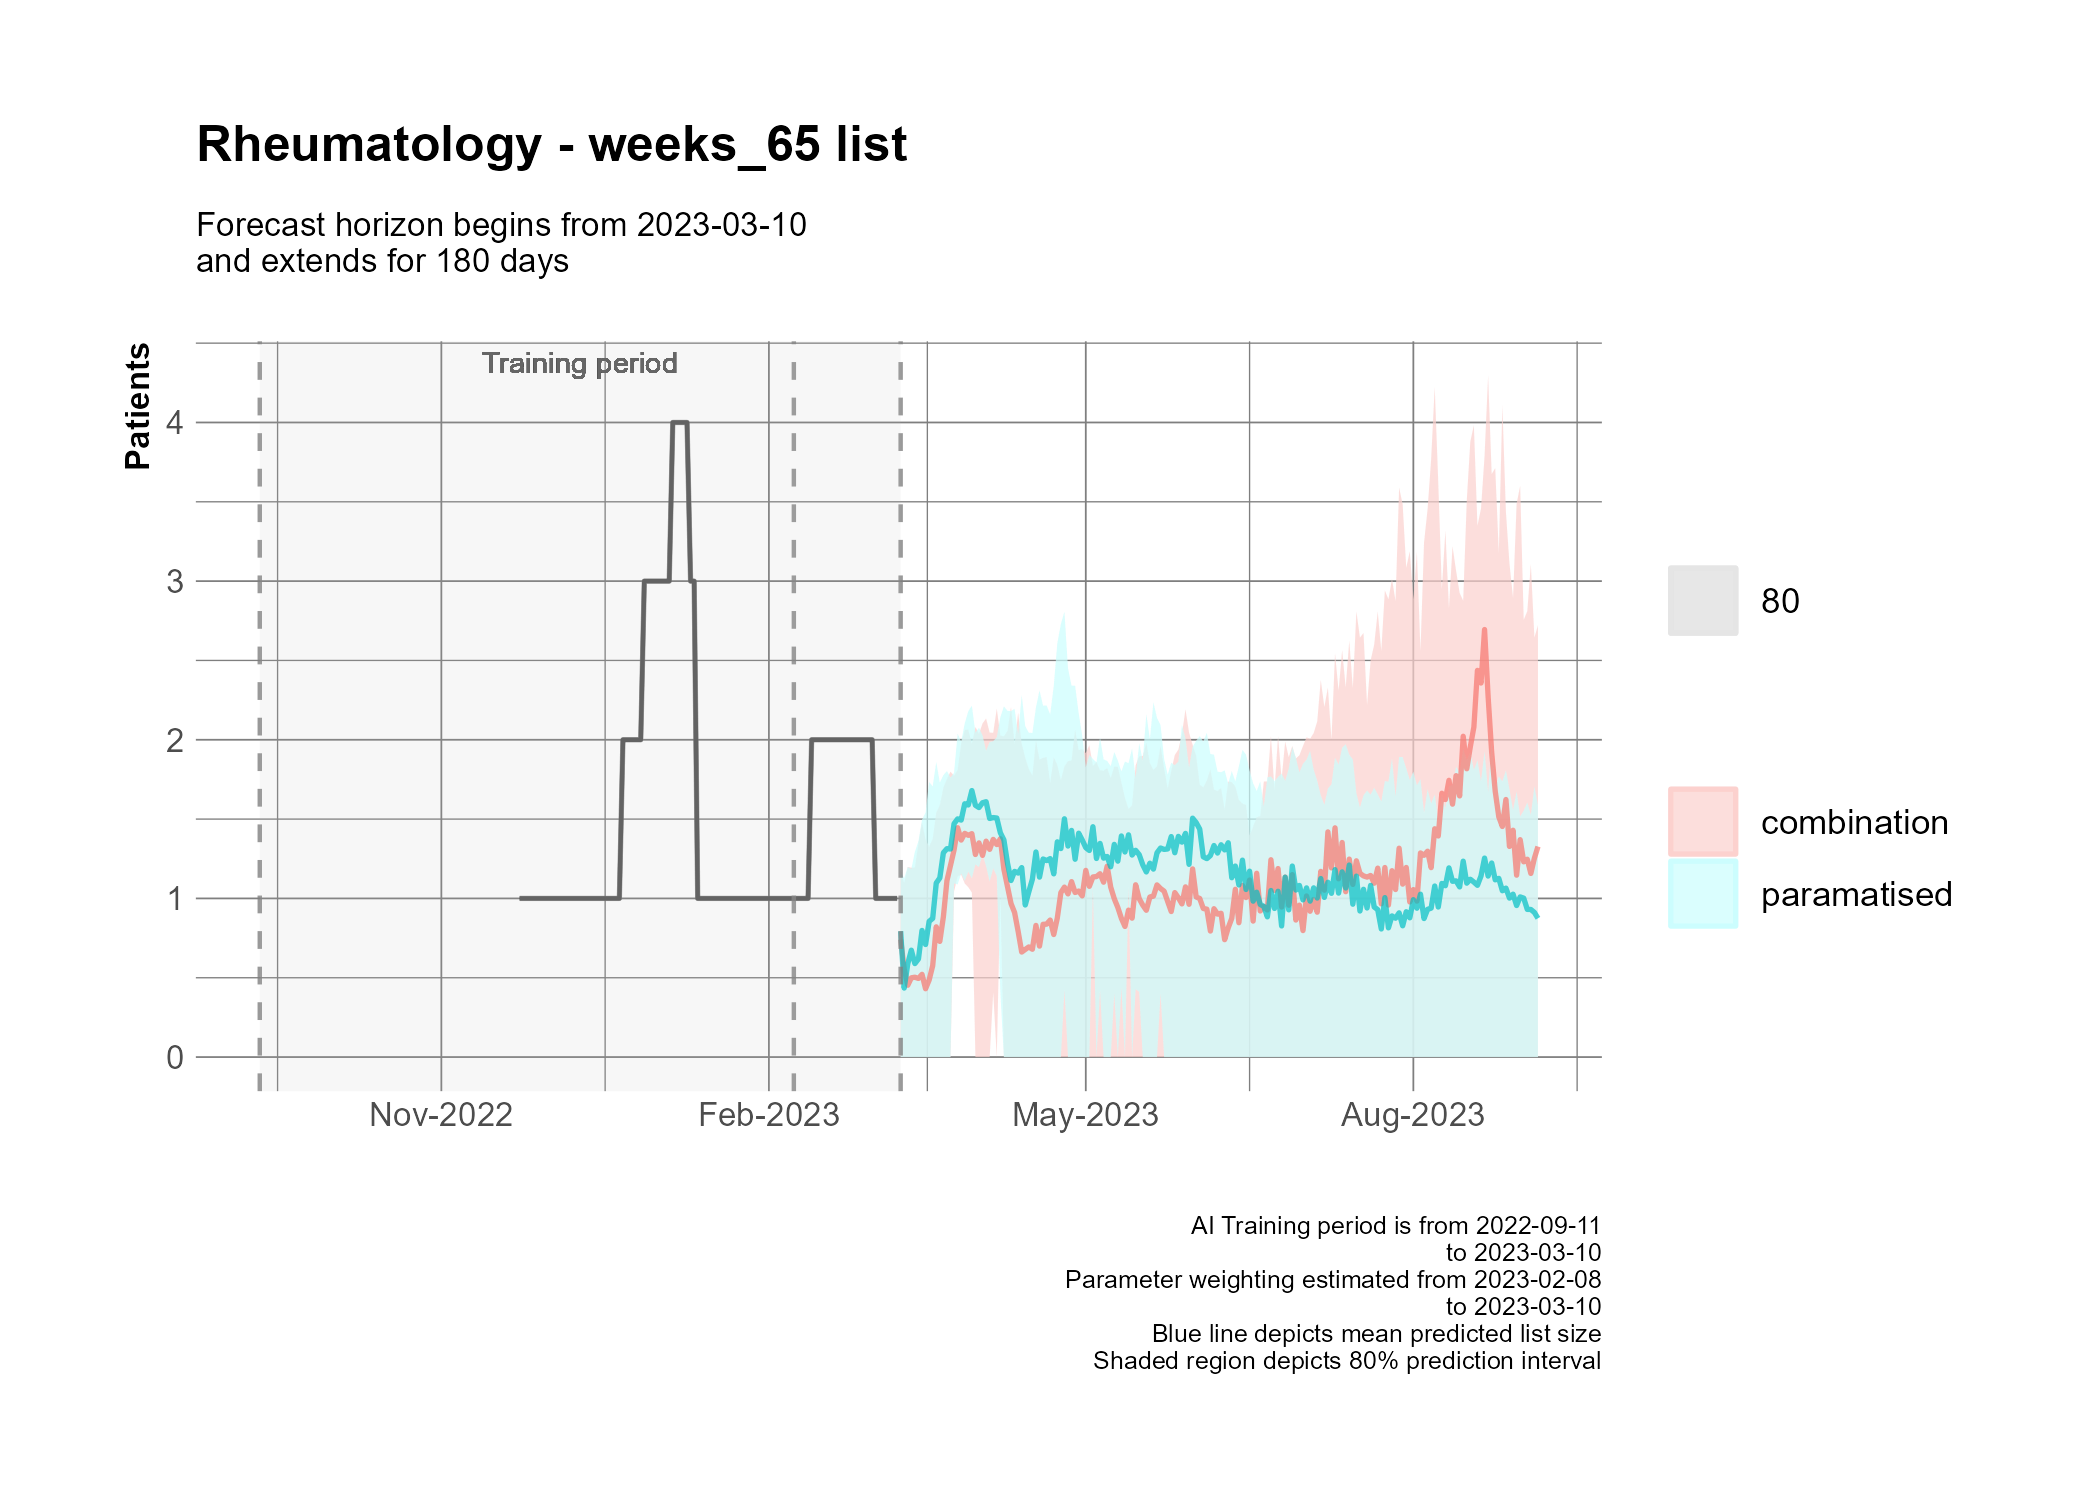 Rheumatology - weeks_65 list
Forecast horizon begins from 2023-03-10
and extends for 180 days
Patients
Training period
4
3
2
1
0
Nov-2022
Feb-2023
May-2023
Aug-2023
80
combination
paramatised
AI Training period is from 2022-09-11
to 2023-03-10
Parameter weighting estimated from 2023-02-08
to 2023-03-10
Blue line depicts mean predicted list size
Shaded region depicts 80% prediction interval